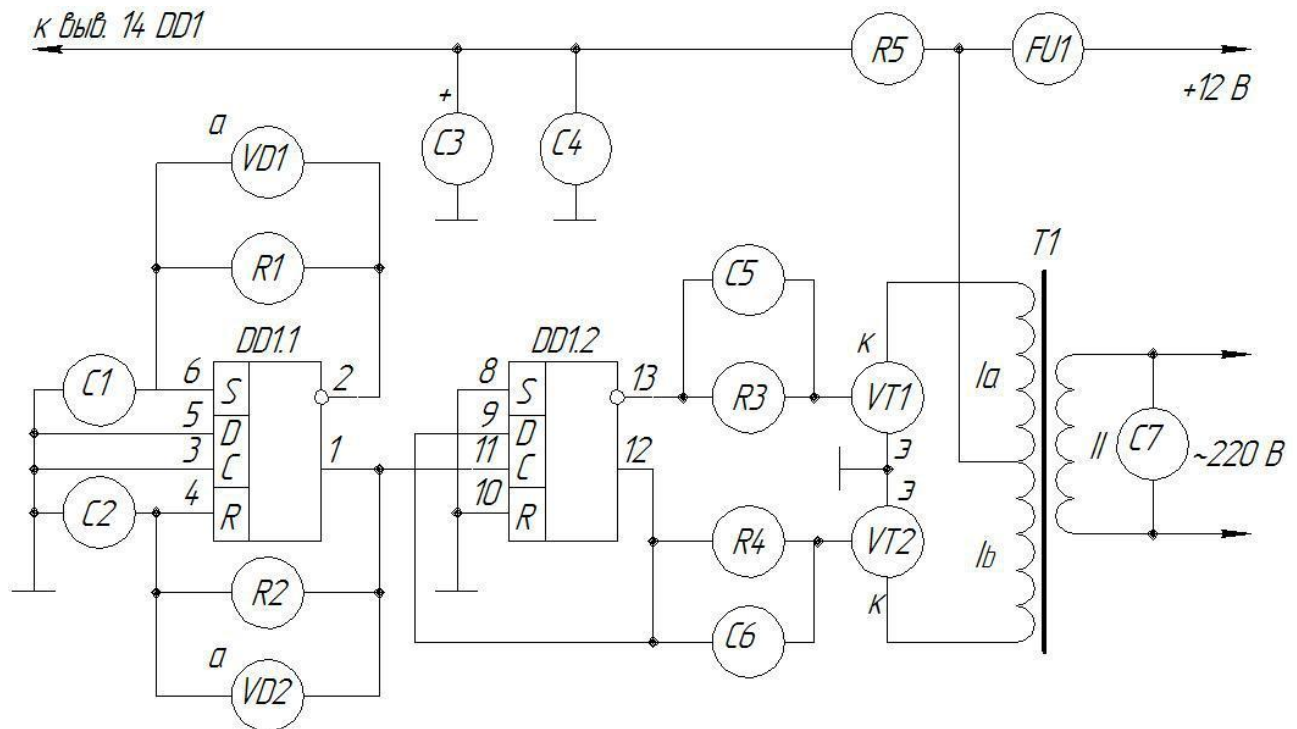 к выв. 14 DD1
R5
FU1
+12 В
+
C3
C4
а
VD1
R1
T1
C5
DD1.1
DD1.2
C1
6
S
2
8
S
13
R3
к
VT1
Ia
5
D
9
D
3
C
1
11
C
12
э
II
C7
~220 В
C2
4
R
10
R
R4
э
VT2
Ib
R2
к
C6
а
VD2